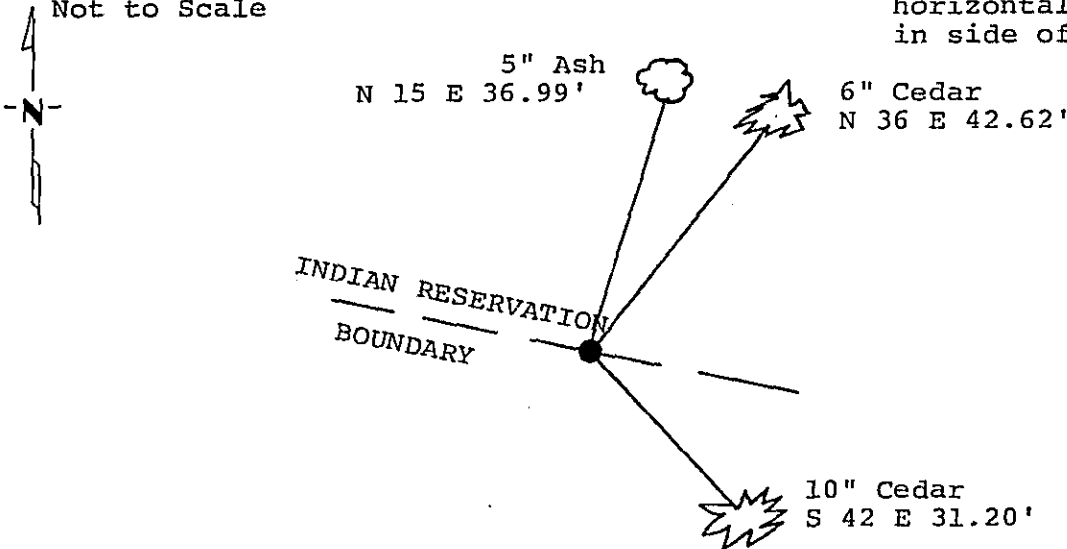 Not to Scale
horizontal
in side of
-N-
5" Ash
N 15 E 36.99'
6" Cedar
N 36 E 42.62'
INDIAN RESERVATION
BOUNDARY
10" Cedar
S 42 E 31.20'